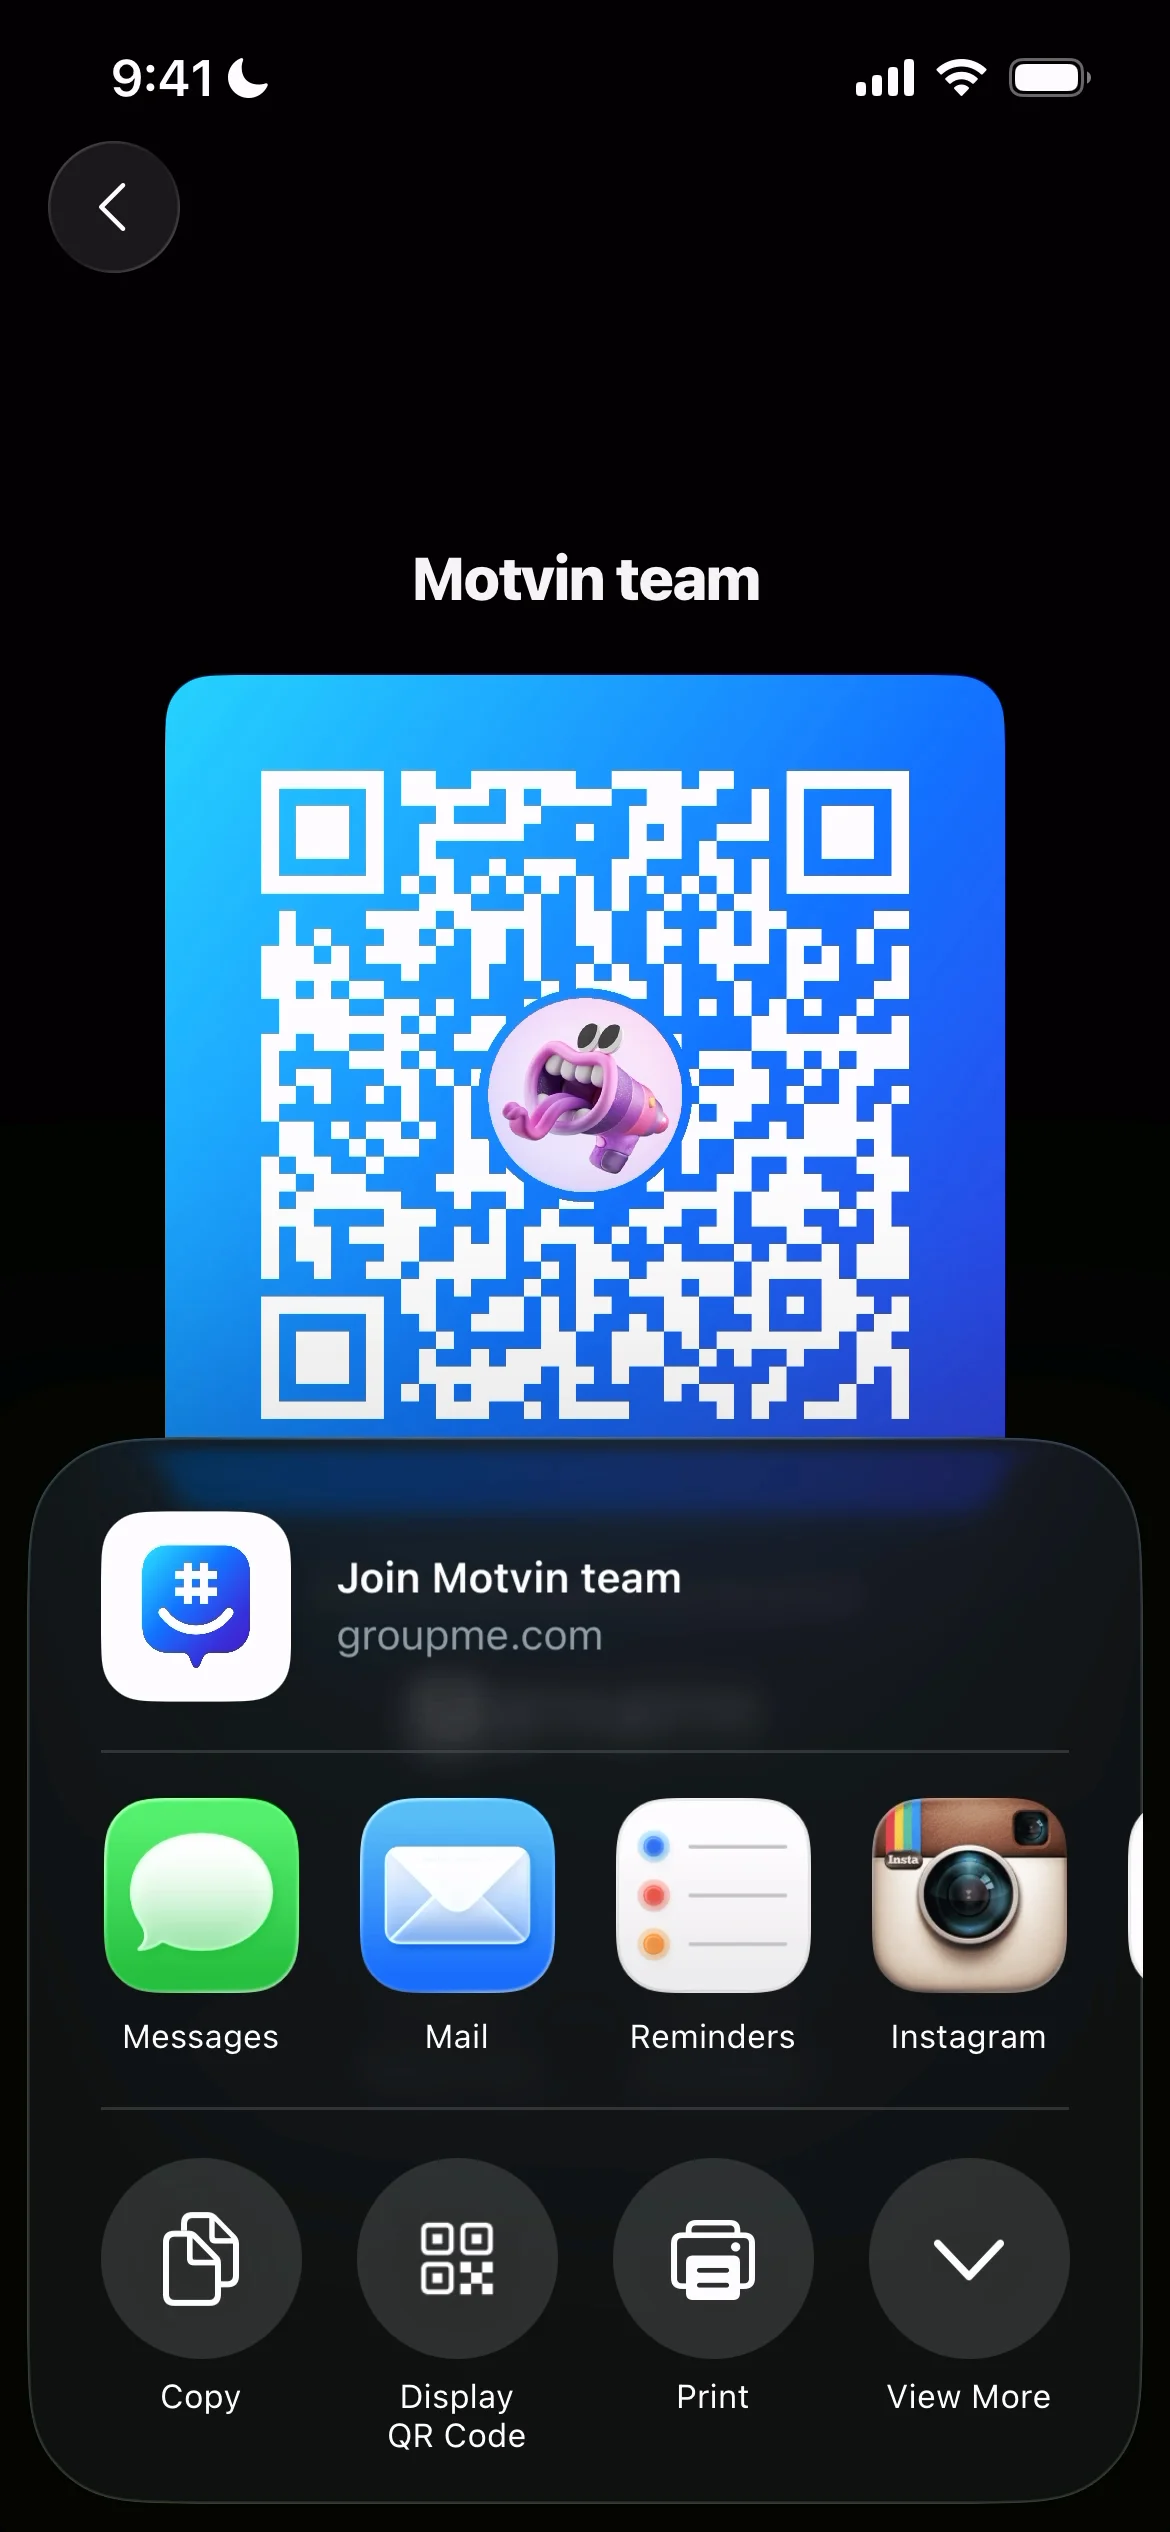 9:41
Motvin team
Join Motvin team
groupme.com
Insta
Messages
Mail
Reminders
Instagram
Copy
Display
QR Code
Print
View More